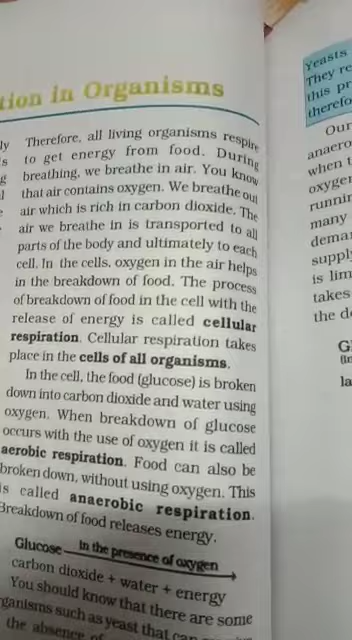 tion in Organisms
Therefore, all living organisms respire
to get energy from food. During
breathing, we breathe in air. You know
that air contains oxygen. We breathe out
air which is rich in carbon dioxide. The
air we breathe in is transported to all
parts of the body and ultimately to each
cell. In the cells, oxygen in the air helps
in the breakdown of food. The process
of breakdown of food in the cell with the
release of energy is called cellular
respiration. Cellular respiration takes
place in the cells of all organisms.
In the cell, the food (glucose) is broken
down into carbon dioxide and water using
oxygen. When breakdown of glucose
occurs with the use of oxygen it is called
aerobic respiration. Food can also be
broken down, without using oxygen. This
is called anaerobic respiration.
Breakdown of food releases energy.
Glucose in the presence of oxygen
carbon dioxide + water + energy
You should know that there are some
ganisms such as yeast that can
the absence of
Yeasts
They re
this pr
therefo
Our
anaero
when t
oxygen
runnin
many
deman
supply
is lim
takes
the de